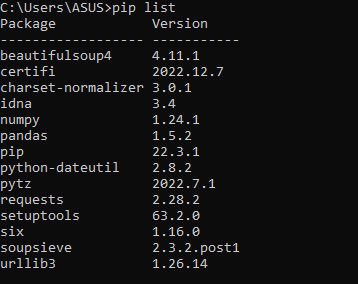 C:\Users\ASUS>pip list
Package            Version
------------------ -----------
beautifulsoup4     4.11.1
certifi            2022.12.7
charset-normalizer 3.0.1
idna               3.4
numpy              1.24.1
pandas             1.5.2
pip                22.3.1
python-dateutil    2.8.2
pytz               2022.7.1
requests           2.28.2
setuptools         63.2.0
six                1.16.0
soupsieve          2.3.2.post1
urllib3            1.26.14